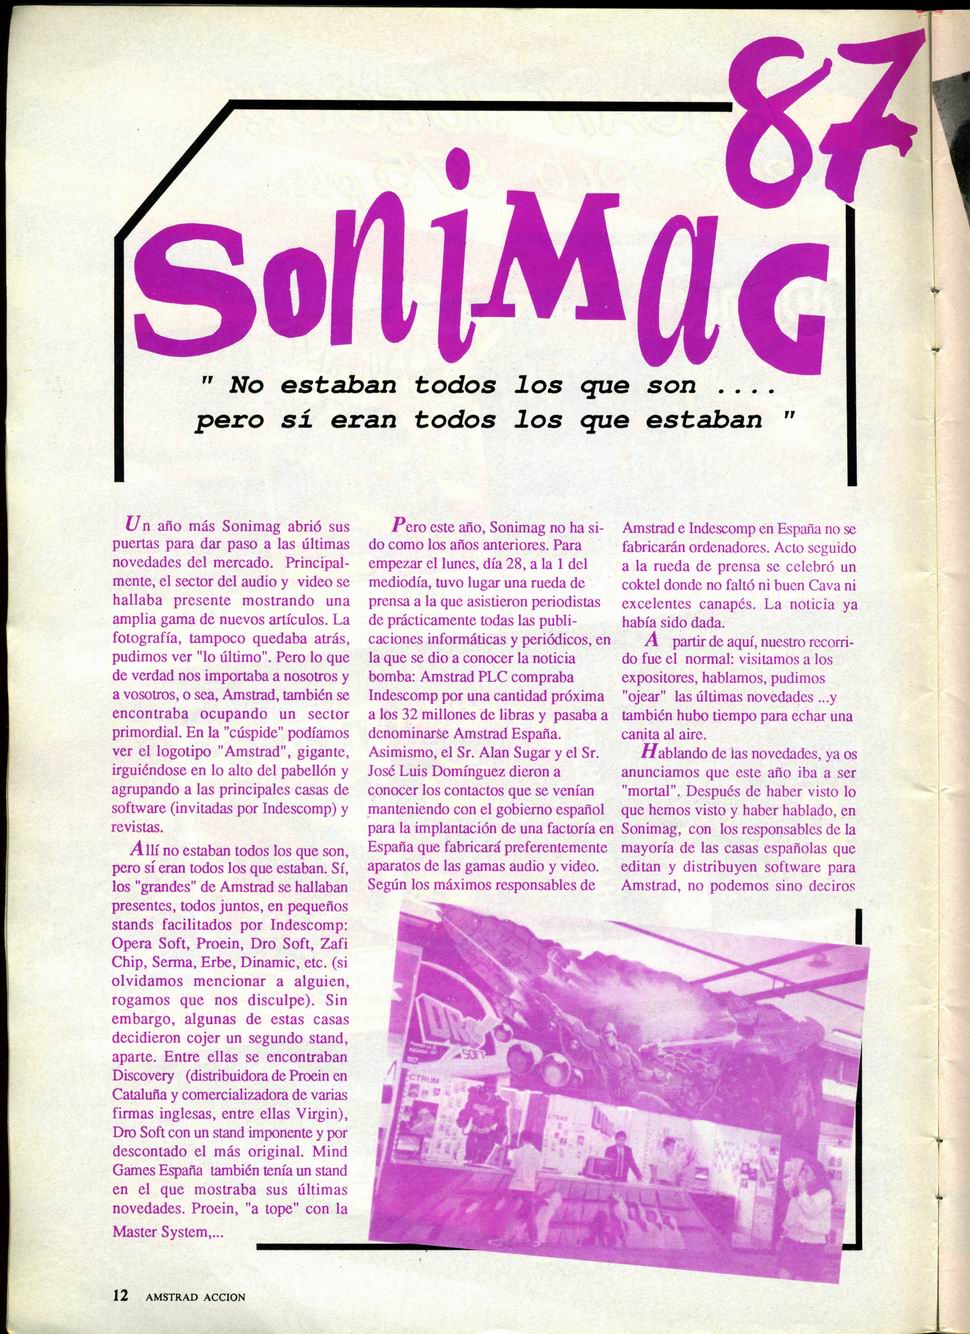 87
SoniMaG
" No estaban todos los que son ....
pero sí eran todos los que estaban "
Un año más Sonimag abrió sus
puertas para dar paso a las últimas
novedades del mercado. Principal-
mente, el sector del audio y video se
hallaba presente mostrando una
amplia gama de nuevos artículos. La
fotografía, tampoco quedaba atrás,
pudimos ver "lo último". Pero lo que
de verdad nos importaba a nosotros y
a vosotros, o sea, Amstrad, también se
encontraba ocupando un sector
primordial. En la "cúspide" podíamos
ver el logotipo "Amstrad", gigante,
irguiéndose en lo alto del pabellón y
agrupando a las principales casas de
software (invitadas por Indescomp) y
revistas.
Allí no estaban todos los que son,
pero sí eran todos los que estaban. Sí,
los "grandes" de Amstrad se hallaban
presentes, todos juntos, en pequeños
stands facilitados por Indescomp:
Opera Soft, Proein, Dro Soft, Zafi
Chip, Serma, Erbe, Dinamic, etc. (si
olvidamos mencionar a alguien,
rogamos que nos disculpe). Sin
embargo, algunas de estas casas
decidieron cojer un segundo stand,
aparte. Entre ellas se encontraban
Discovery (distribuidora de Proein en
Cataluña y comercializadora de varias
firmas inglesas, entre ellas Virgin),
Dro Soft con un stand imponente y por
descontado el más original. Mind
Games España también tenía un stand
en el que mostraba sus últimas
novedades. Proein, "a tope" con la
Master System,...
Pero este año, Sonimag no ha si-
do como los años anteriores. Para
empezar el lunes, día 28, a la 1 del
mediodía, tuvo lugar una rueda de
prensa a la que asistieron periodistas
de prácticamente todas las publi-
caciones informáticas y periódicos, en
la que se dio a conocer la noticia
bomba: Amstrad PLC compraba
Indescomp por una cantidad próxima
a los 32 millones de libras y pasaba a
denominarse Amstrad España.
Asimismo, el Sr. Alan Sugar y el Sr.
José Luis Domínguez dieron a
conocer los contactos que se venían
manteniendo con el gobierno español
para la implantación de una factoría en
España que fabricará preferentemente
aparatos de las gamas audio y video.
Según los máximos responsables de
Amstrad e Indescomp en España no se
fabricarán ordenadores. Acto seguido
a la rueda de prensa se celebró un
coktel donde no faltó ni buen Cava ni
excelentes canapés. La noticia ya
había sido dada.
A partir de aquí, nuestro recorri-
do fue el normal: visitamos a los
expositores, hablamos, pudimos
"ojear" las últimas novedades ...y
también hubo tiempo para echar una
canita al aire.
Hablando de las novedades, ya os
anunciamos que este año iba a ser
"mortal". Después de haber visto lo
que hemos visto y haber hablado, en
Sonimag, con los responsables de la
mayoría de las casas españolas que
editan y distribuyen software para
Amstrad, no podemos sino deciros
DRO
SOFT
ECTRUM
12 AMSTRAD ACCION